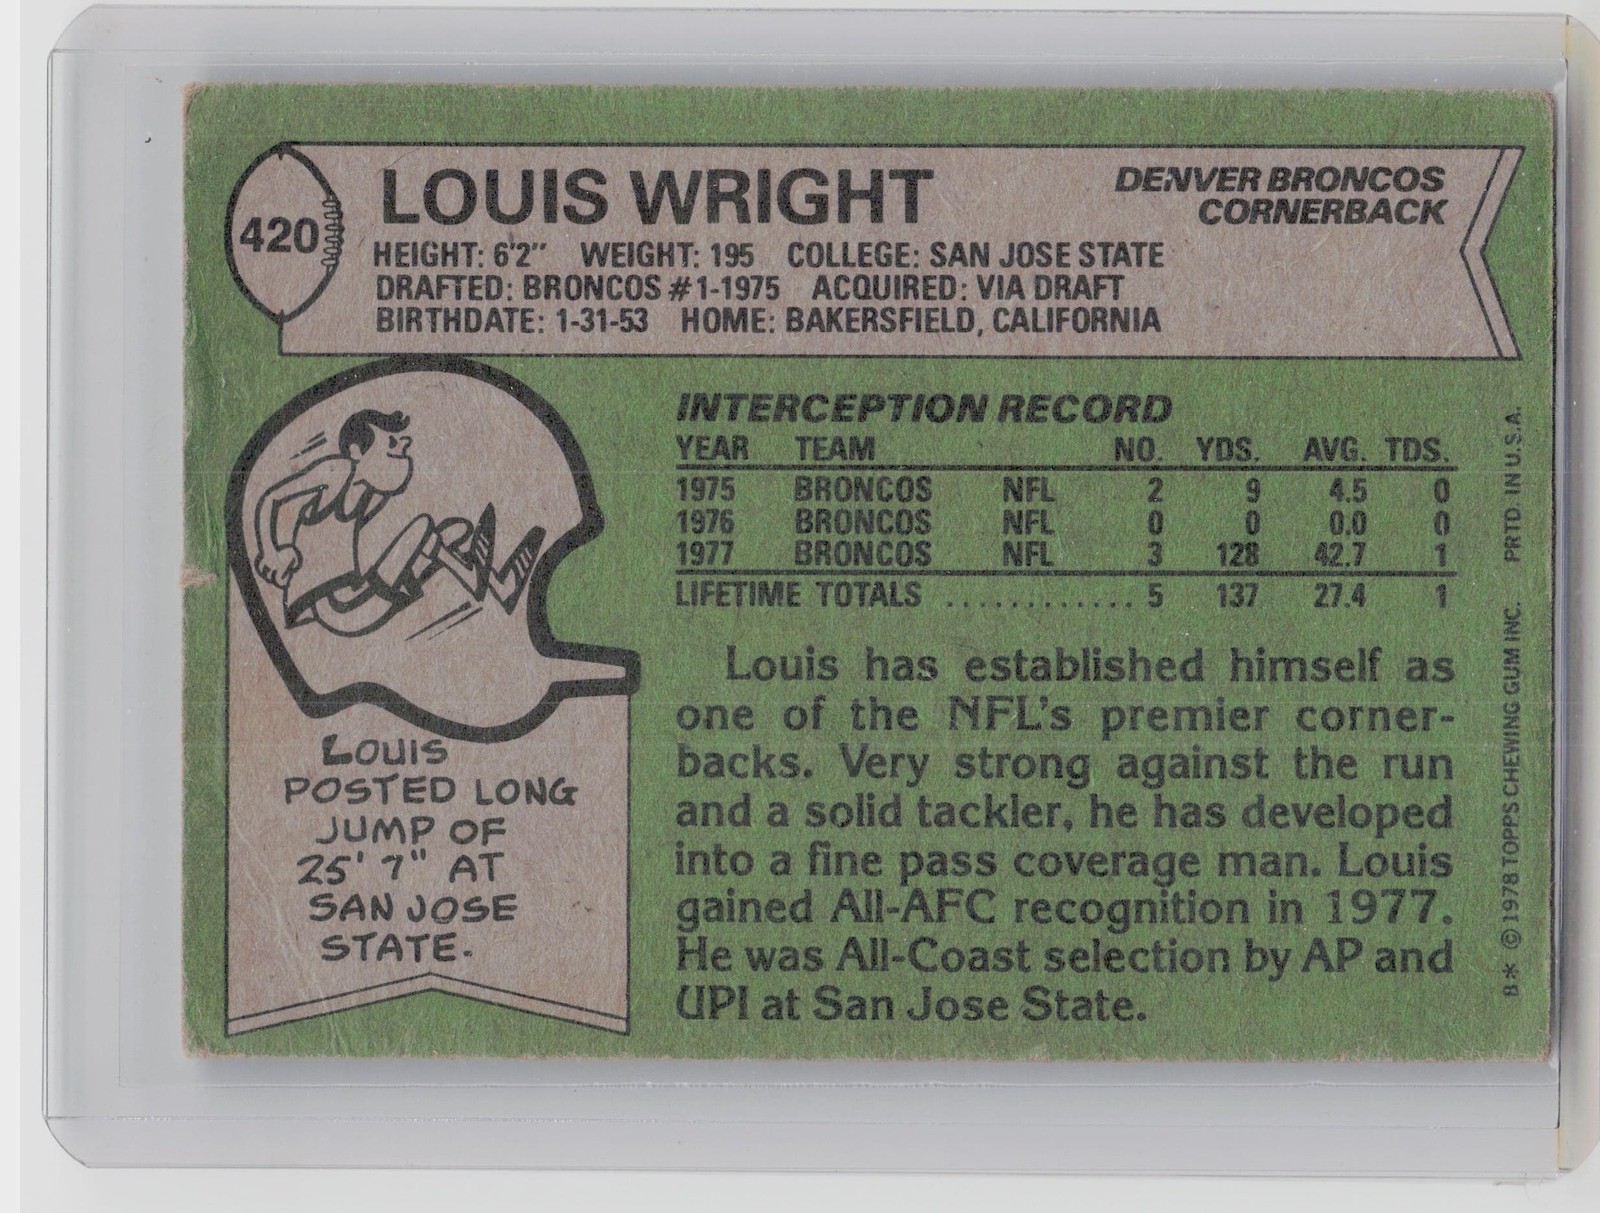 420
LOUIS WRIGHT
DENVER BRONCOS
CORNERBACK
HEIGHT: 6'2" WEIGHT: 195 COLLEGE: SAN JOSE STATE
DRAFTED: BRONCOS #1-1975 ACQUIRED: VIA DRAFT
BIRTHDATE: 1-31-53 HOME: BAKERSFIELD, CALIFORNIA
LOUIS
POSTED LONG
JUMP OF
25' 7" AT
SAN JOSE
STATE.
INTERCEPTION RECORD
YEAR TEAM NO. YDS. AVG. TDS.
1975 BRONCOS NFL 2 9 4.5 0
1976 BRONCOS NFL 0 0 0.0 0
1977 BRONCOS NFL 3 128 42.7 1
LIFETIME TOTALS ............. 5 137 27.4 1
Louis has established himself as
one of the NFL's premier corner-
backs. Very strong against the run
and a solid tackler, he has developed
into a fine pass coverage man. Louis
gained All-AFC recognition in 1977.
He was All-Coast selection by AP and
UPI at San Jose State.
B* © 1978 TOPPS CHEWING GUM INC. PRTD. IN U.S.A.